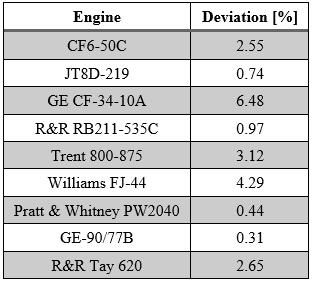 Engine Deviation [%]
CF6-50C 2.55
JT8D-219 0.74
GE CF-34-10A 6.48
R&R RB211-535C 0.97
Trent 800-875 3.12
Williams FJ-44 4.29
Pratt & Whitney PW2040 0.44
GE-90/77B 0.31
R&R Tay 620 2.65